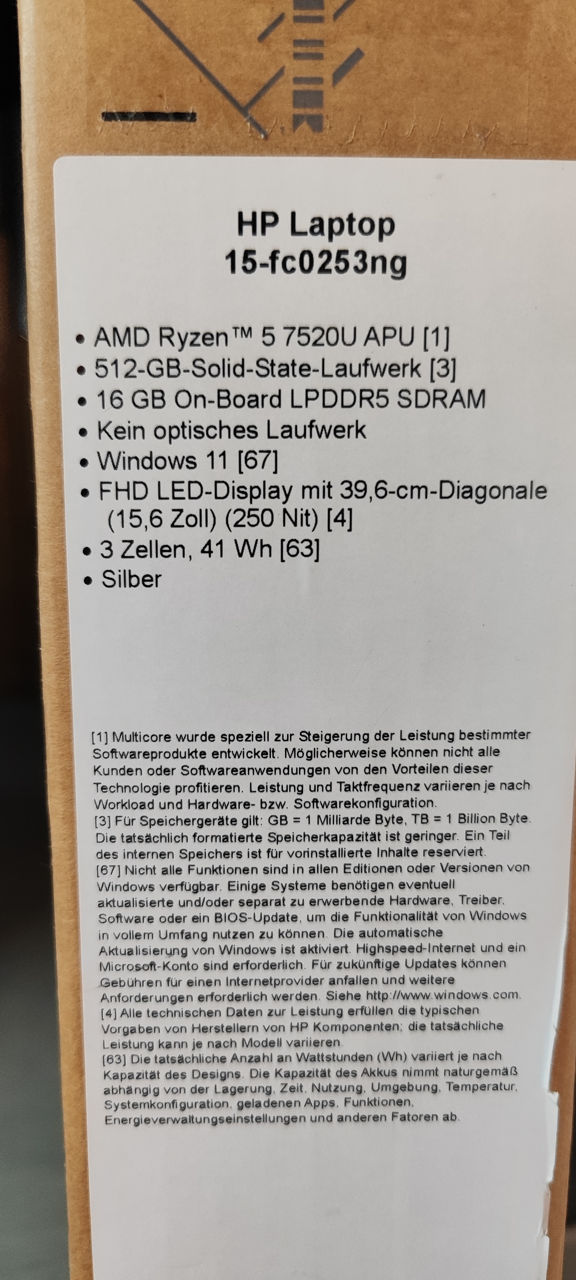 HP Laptop
15-fc0253ng
• AMD Ryzen™ 5 7520U APU [1]
• 512-GB-Solid-State-Laufwerk [3]
• 16 GB On-Board LPDDR5 SDRAM
• Kein optisches Laufwerk
• Windows 11 [67]
• FHD LED-Display mit 39,6-cm-Diagonale
(15,6 Zoll) (250 Nit) [4]
• 3 Zellen, 41 Wh [63]
• Silber
[1] Multicore wurde speziell zur Steigerung der Leistung bestimmter
Softwareprodukte entwickelt. Möglicherweise können nicht alle
Kunden oder Softwareanwendungen von den Vorteilen dieser
Technologie profitieren. Leistung und Taktfrequenz variieren je nach
Workload und Hardware- bzw. Softwarekonfiguration.
[3] Für Speichergeräte gilt: GB = 1 Milliarde Byte, TB = 1 Billion Byte.
Die tatsächlich formatierte Speicherkapazität ist geringer. Ein Teil
des internen Speichers ist für vorinstallierte Inhalte reserviert.
[67] Nicht alle Funktionen sind in allen Editionen oder Versionen von
Windows verfügbar. Einige Systeme benötigen eventuell
aktualisierte und/oder separat zu erwerbende Hardware, Treiber,
Software oder ein BIOS-Update, um die Funktionalität von Windows
in vollem Umfang nutzen zu können. Die automatische
Aktualisierung von Windows ist aktiviert. Highspeed-Internet und ein
Microsoft-Konto sind erforderlich. Für zukünftige Updates können
Gebühren für einen Internetprovider anfallen und weitere
Anforderungen erforderlich werden. Siehe http://www.windows.com.
[4] Alle technischen Daten zur Leistung erfüllen die typischen
Vorgaben von Herstellern von HP Komponenten; die tatsächliche
Leistung kann je nach Modell variieren.
[63] Die tatsächliche Anzahl an Wattstunden (Wh) variiert je nach
Kapazität des Designs. Die Kapazität des Akkus nimmt naturgemäß
abhängig von der Lagerung, Zeit, Nutzung, Umgebung, Temperatur,
Systemkonfiguration, geladenen Apps, Funktionen,
Energieverwaltungseinstellungen und anderen Fatoren ab.